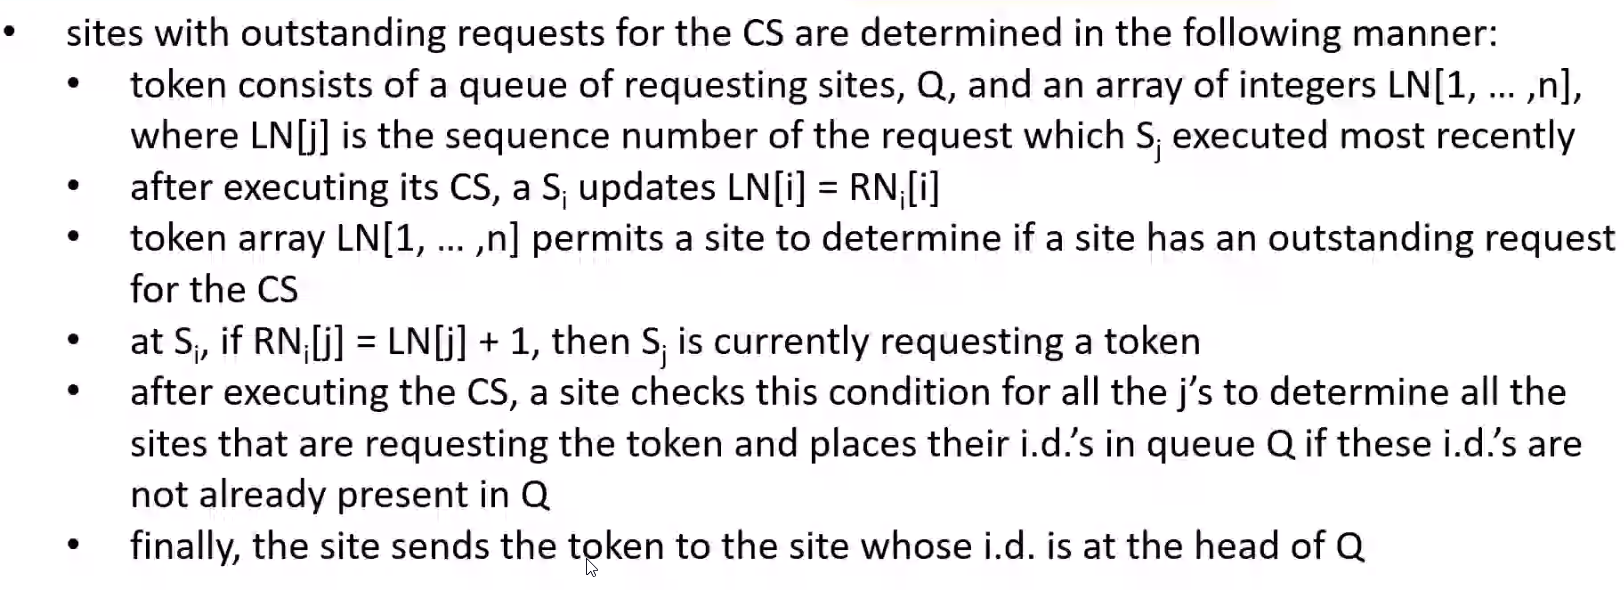 • sites with outstanding requests for the CS are determined in the following manner:
• token consists of a queue of requesting sites, Q, and an array of integers LN[1, … ,n],
where LN[j] is the sequence number of the request which Sj executed most recently
• after executing its CS, a Si updates LN[i] = RNi[i]
• token array LN[1, … ,n] permits a site to determine if a site has an outstanding request
for the CS
• at Si, if RNi[j] = LN[j] + 1, then Sj is currently requesting a token
• after executing the CS, a site checks this condition for all the j’s to determine all the
sites that are requesting the token and places their i.d.’s in queue Q if these i.d.’s are
not already present in Q
• finally, the site sends the token to the site whose i.d. is at the head of Q